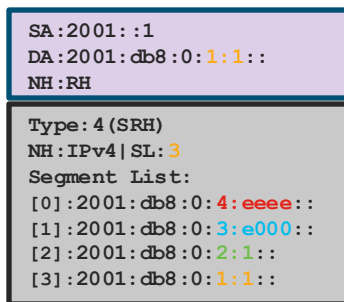 SA:2001::1
DA:2001:db8:0:1:1::
NH:RH
Type:4(SRH)
NH:IPv4|SL:3
Segment List:
[0]:2001:db8:0:4:eeee::
[1]:2001:db8:0:3:e000::
[2]:2001:db8:0:2:1::
[3]:2001:db8:0:1:1::